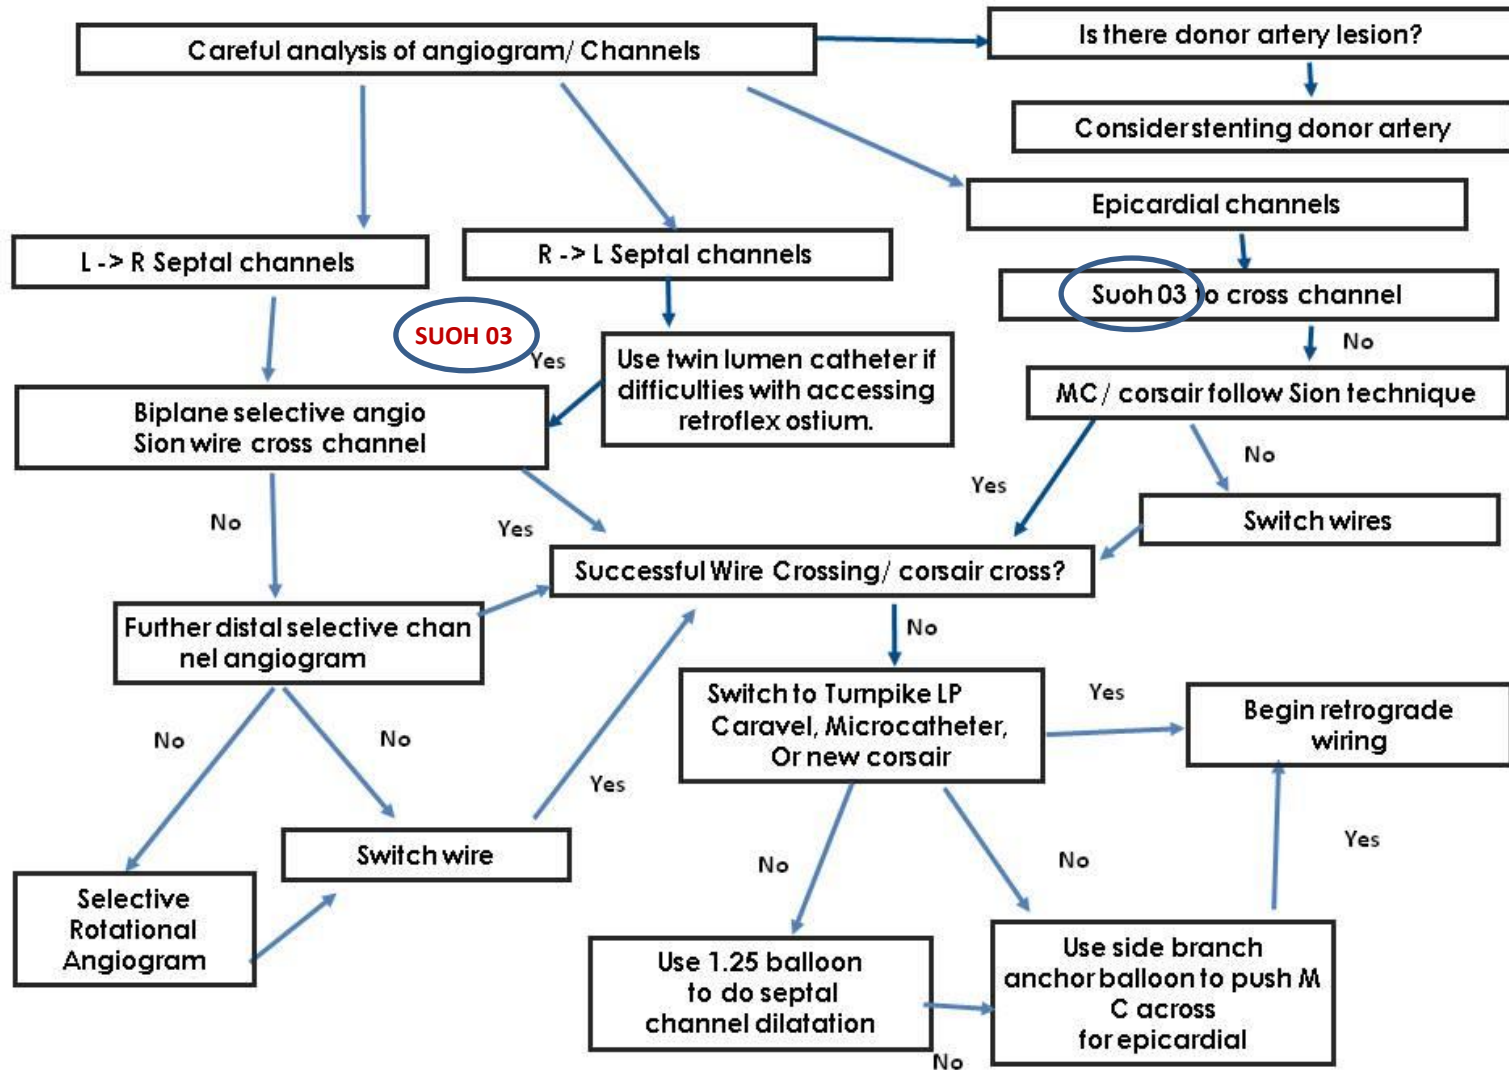 Careful analysis of angiogram/ Channels
Is there donor artery lesion?
Consider stenting donor artery
Epicardial channels
L -> R Septal channels
R -> L Septal channels
Suoh 03 to cross channel
SUOH 03
Yes
No
Use twin lumen catheter if
difficulties with accessing
retroflex ostium.
MC / corsair follow Sion technique
Biplane selective angio
Sion wire cross channel
No
Yes
No
Yes
Switch wires
Successful Wire Crossing/ corsair cross?
Further distal selective chan
nel angiogram
No
Switch to Turnpike LP
Caravel, Microcatheter,
Or new corsair
Yes
Begin retrograde
wiring
No
No
Yes
Switch wire
No
No
Yes
Selective
Rotational
Angiogram
Use 1.25 balloon
to do septal
channel dilatation
Use side branch
anchor balloon to push M
C across
for epicardial
No